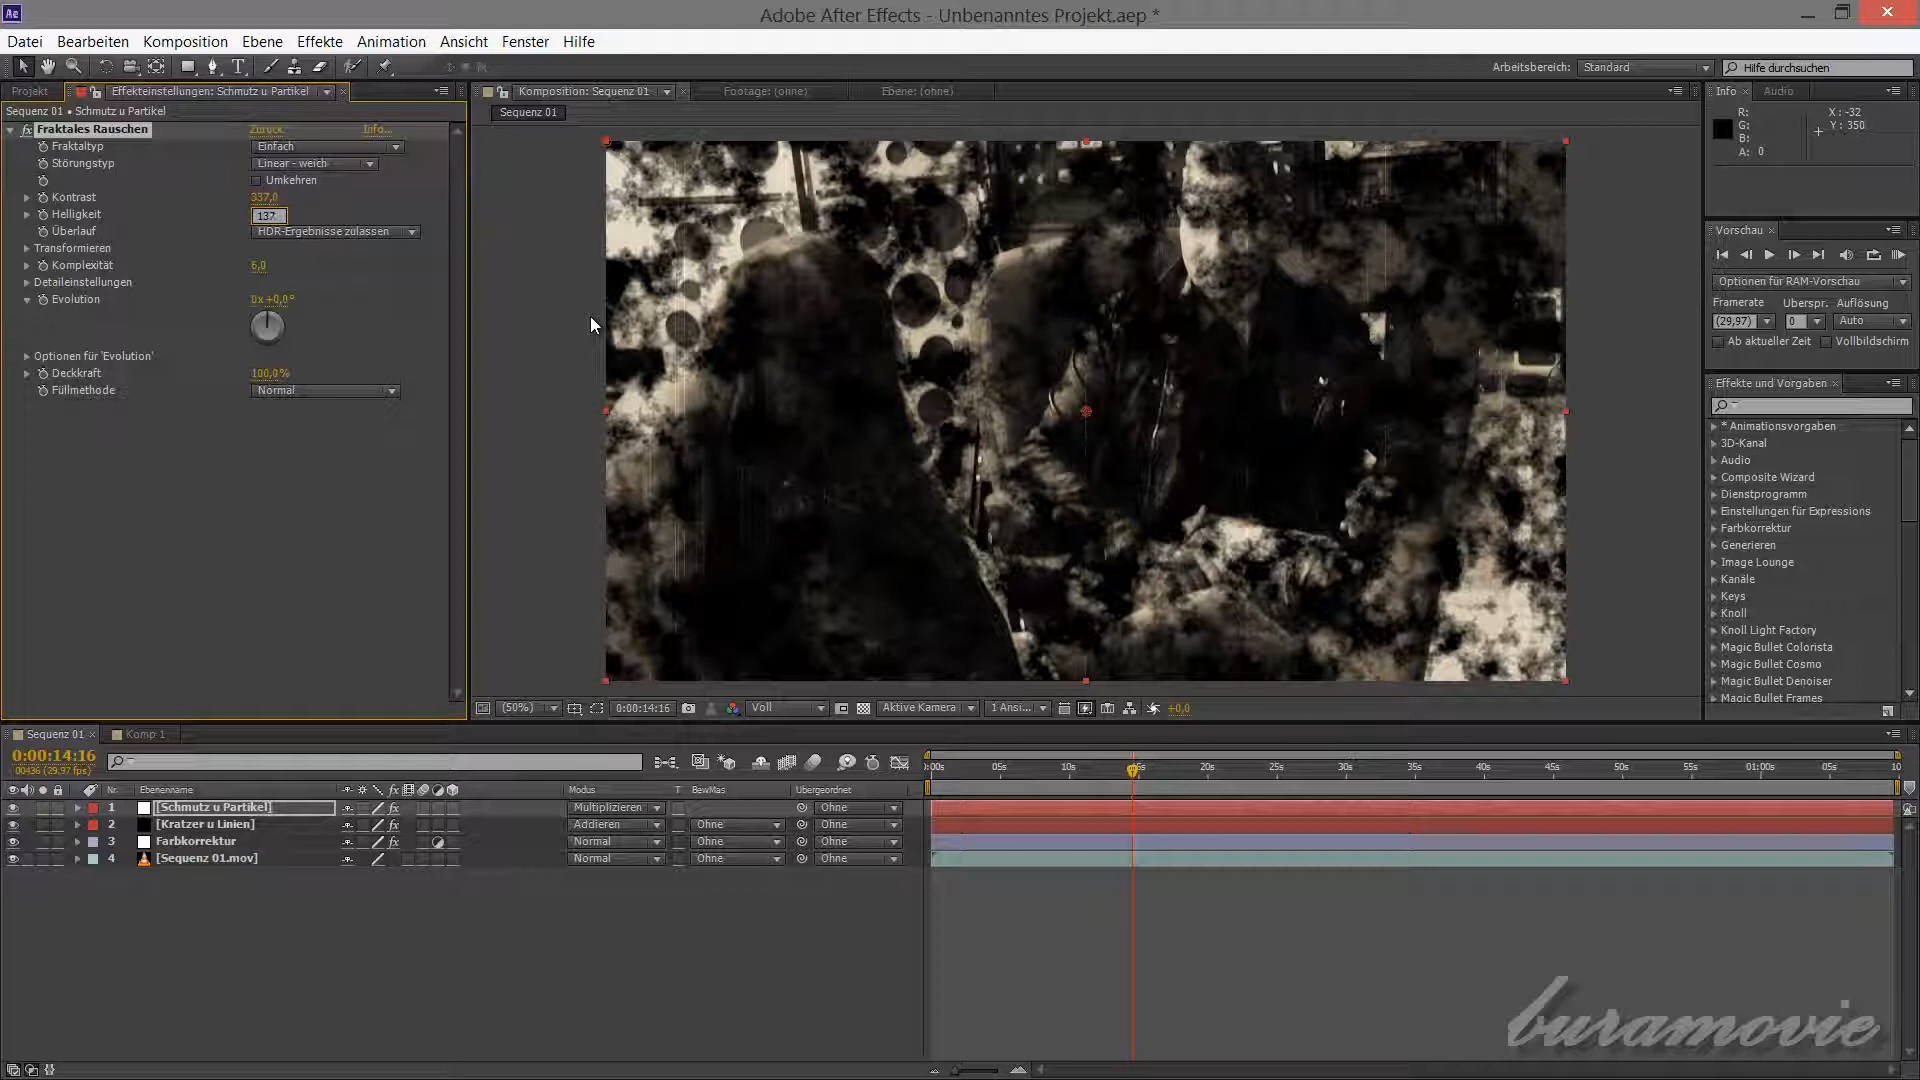 Adobe After Effects - Unbenanntes Projekt.aep *
Datei Bearbeiten Komposition Ebene Effekte Animation Ansicht Fenster Hilfe
Arbeitsbereich: Standard Hilfe durchsuchen
Projekt Effekteinstellungen: Schmutz u Partikel
Sequenz 01 • Schmutz u Partikel
Fraktales Rauschen Zurück Info...
Fraktaltyp Einfach
Störungstyp Linear - weich
Umkehren
Kontrast 337,0
Helligkeit 137
Überlauf HDR-Ergebnisse zulassen
Transformieren
Komplexität 6,0
Detaileinstellungen
Evolution 0x +0,0°
Optionen für 'Evolution'
Deckkraft 100,0%
Füllmethode Normal
Komposition: Sequenz 01 Footage: (ohne) Ebene: (ohne)
Sequenz 01
(50%) 0:00:14:16 Voll Aktive Kamera 1 Ansi... +0,0
Info Audio
R: X : -32
G: Y : 350
B:
A: 0
Vorschau
Optionen für RAM-Vorschau
Framerate Überspr. Auflösung
(29,97) 0 Auto
Ab aktueller Zeit Vollbildschirm
Effekte und Vorgaben
* Animationsvorgaben
3D-Kanal
Audio
Composite Wizard
Dienstprogramm
Einstellungen für Expressions
Farbkorrektur
Generieren
Image Lounge
Kanäle
Keys
Knoll
Knoll Light Factory
Magic Bullet Colorista
Magic Bullet Cosmo
Magic Bullet Denoiser
Magic Bullet Frames
Sequenz 01 Komp 1
0:00:14:16
00436 (29,97 fps)
):00s 05s 10s 20s 25s 30s 35s 40s 45s 50s 55s 01:00s 05s 10
Nr. Ebenenname Modus T BewMas Übergeordnet
1 [Schmutz u Partikel] Multiplizieren Ohne
2 [Kratzer u Linien] Addieren Ohne Ohne
3 Farbkorrektur Normal Ohne Ohne
4 [Sequenz 01.mov] Normal Ohne Ohne
buramovie